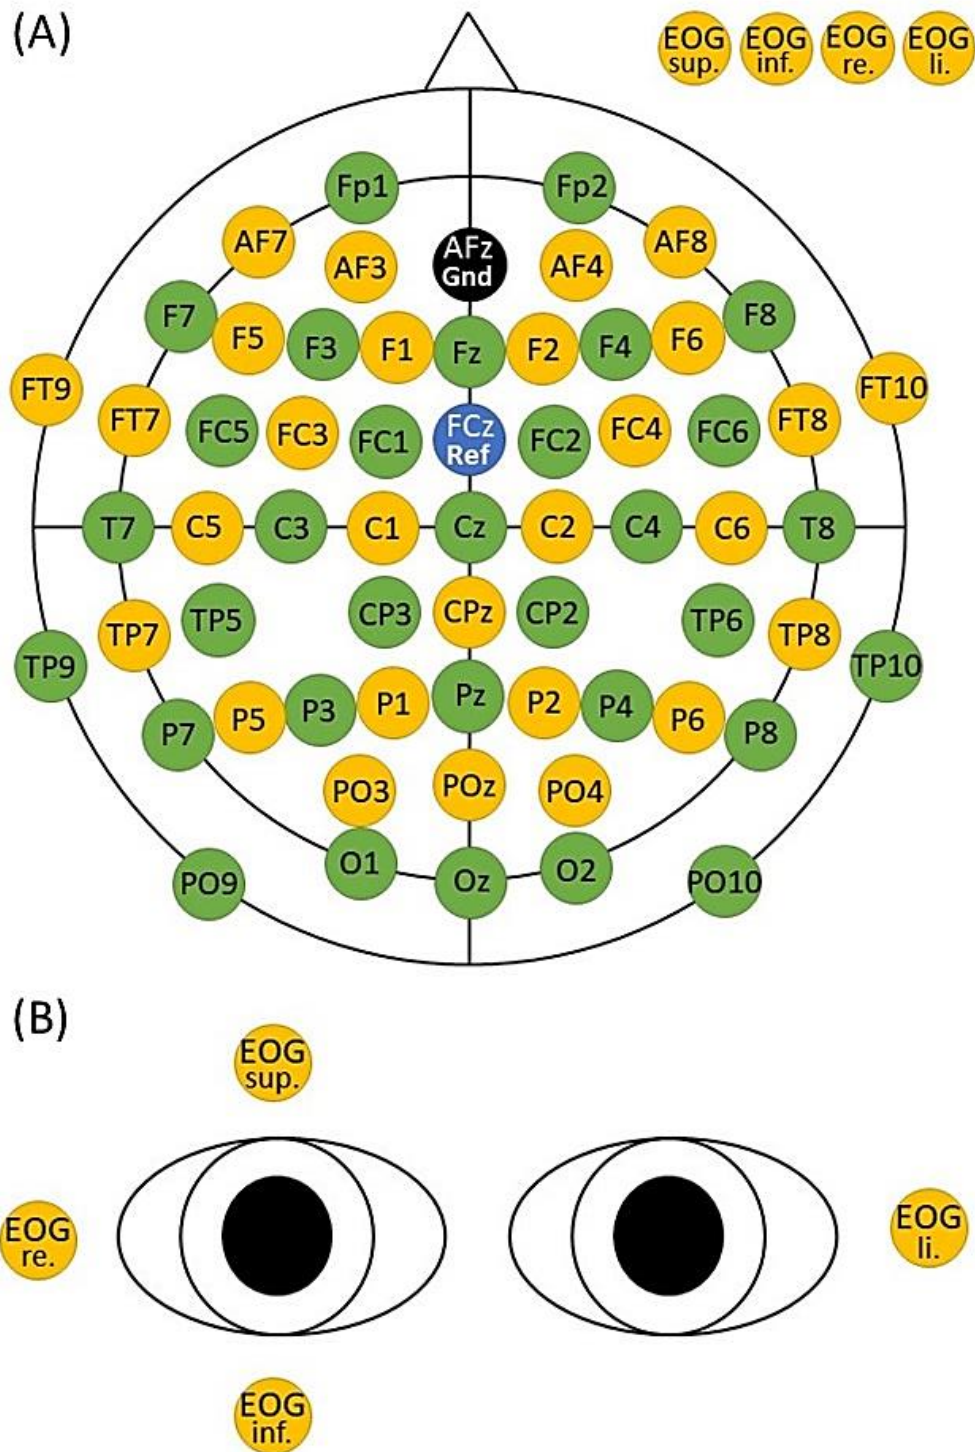 (A)
EOG
sup.
EOG
inf.
EOG
re.
EOG
li.
Fp1
Fp2
AF7
AF3
AFz
Gnd
AF4
AF8
F7
F5
F3
F1
Fz
F2
F4
F6
F8
FT9
FT7
FC5
FC3
FC1
FCz
Ref
FC2
FC4
FC6
FT8
FT10
T7
C5
C3
C1
Cz
C2
C4
C6
T8
TP9
TP7
TP5
CP3
CPz
CP2
TP6
TP8
TP10
P7
P5
P3
P1
Pz
P2
P4
P6
P8
PO3
POz
PO4
PO9
O1
Oz
O2
PO10
(B)
EOG
sup.
EOG
re.
EOG
li.
EOG
inf.